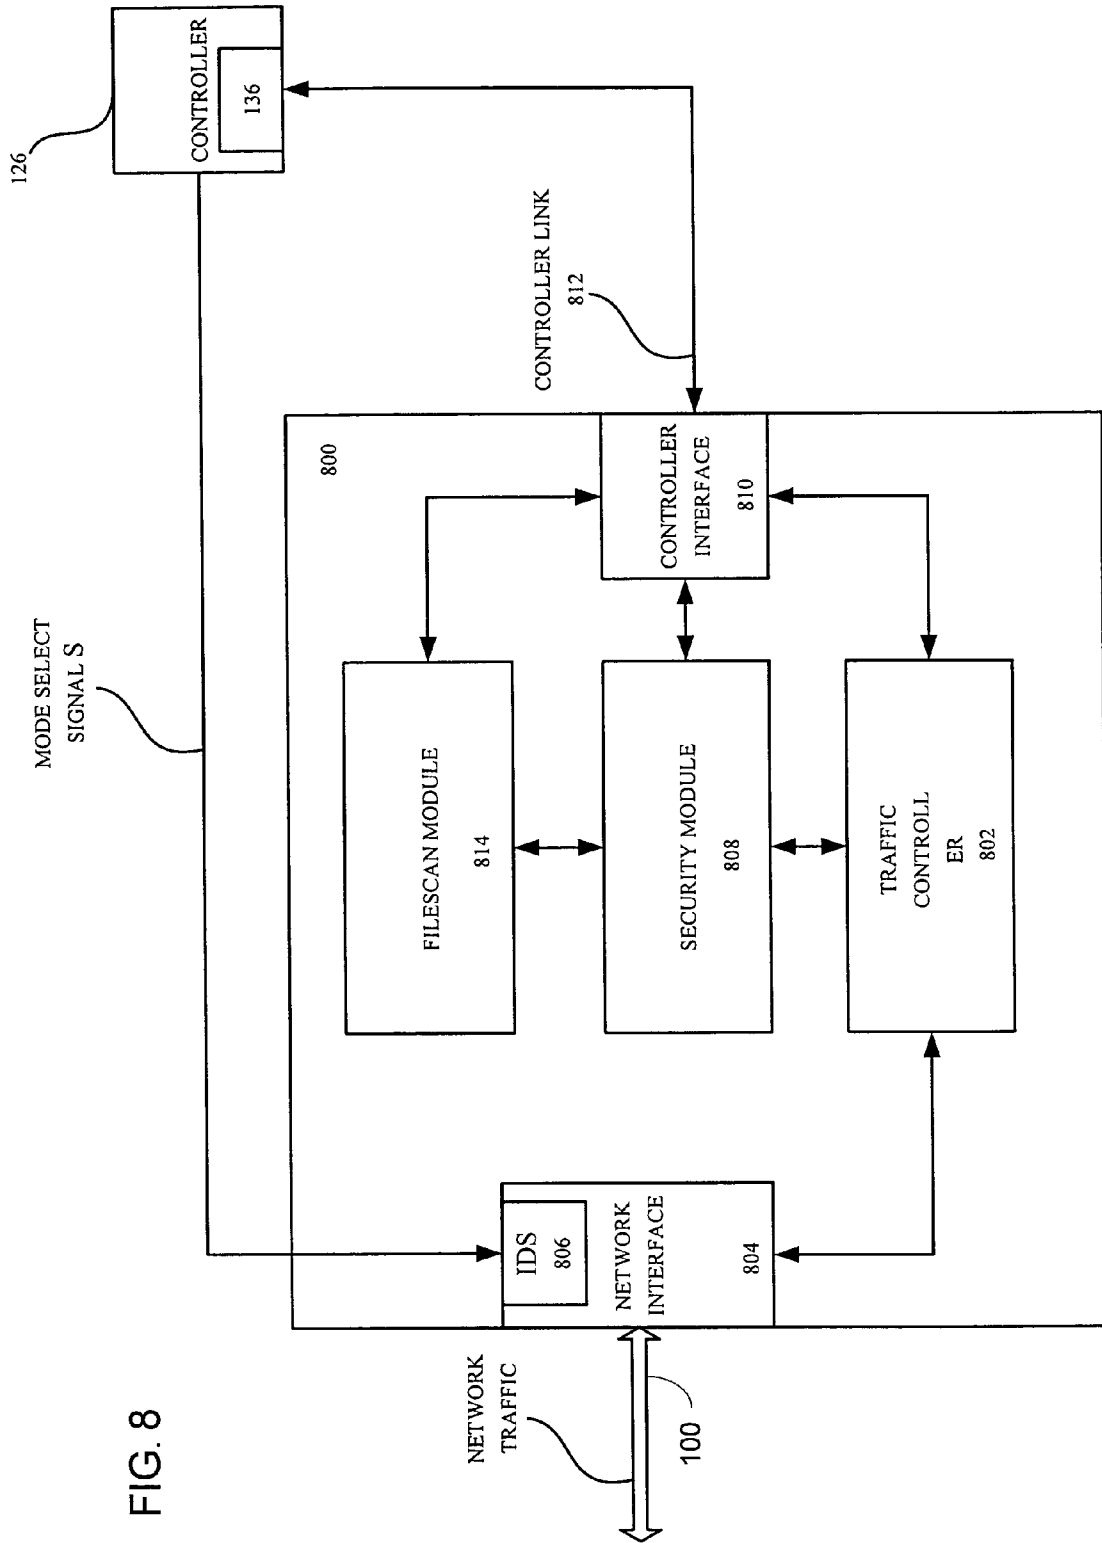 FIG. 8
126
CONTROLLER
136
MODE SELECT
SIGNAL S
CONTROLLER LINK
812
800
NETWORK
TRAFFIC
100
IDS
806
NETWORK
INTERFACE
804
FILESCAN MODULE
814
SECURITY MODULE
808
TRAFFIC
CONTROLL
ER
802
CONTROLLER
INTERFACE
810